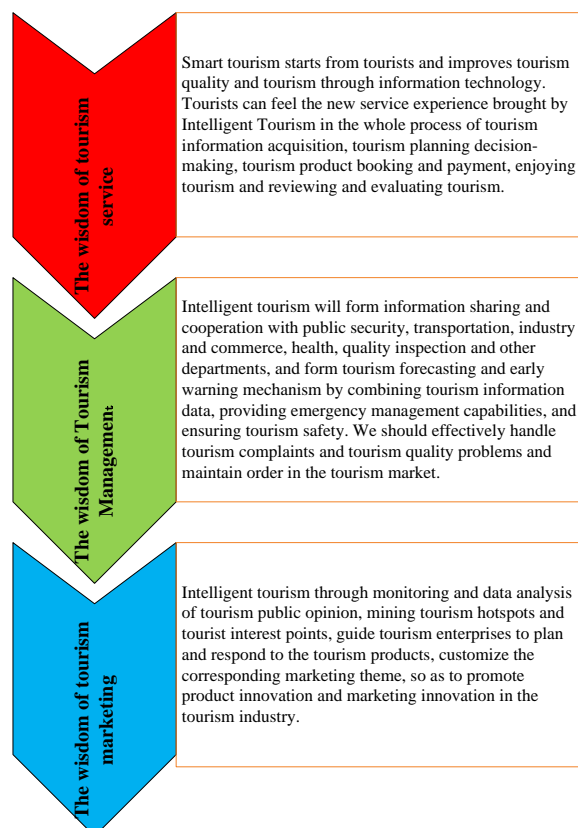 The wisdom of tourism
service
Smart tourism starts from tourists and improves tourism
quality and tourism through information technology.
Tourists can feel the new service experience brought by
Intelligent Tourism in the whole process of tourism
information acquisition, tourism planning decision-
making, tourism product booking and payment, enjoying
tourism and reviewing and evaluating tourism.
The wisdom of Tourism
Management
Intelligent tourism will form information sharing and
cooperation with public security, transportation, industry
and commerce, health, quality inspection and other
departments, and form tourism forecasting and early
warning mechanism by combining tourism information
data, providing emergency management capabilities, and
ensuring tourism safety. We should effectively handle
tourism complaints and tourism quality problems and
maintain order in the tourism market.
The wisdom of tourism
marketing
Intelligent tourism through monitoring and data analysis
of tourism public opinion, mining tourism hotspots and
tourist interest points, guide tourism enterprises to plan
and respond to the tourism products, customize the
corresponding marketing theme, so as to promote
product innovation and marketing innovation in the
tourism industry.